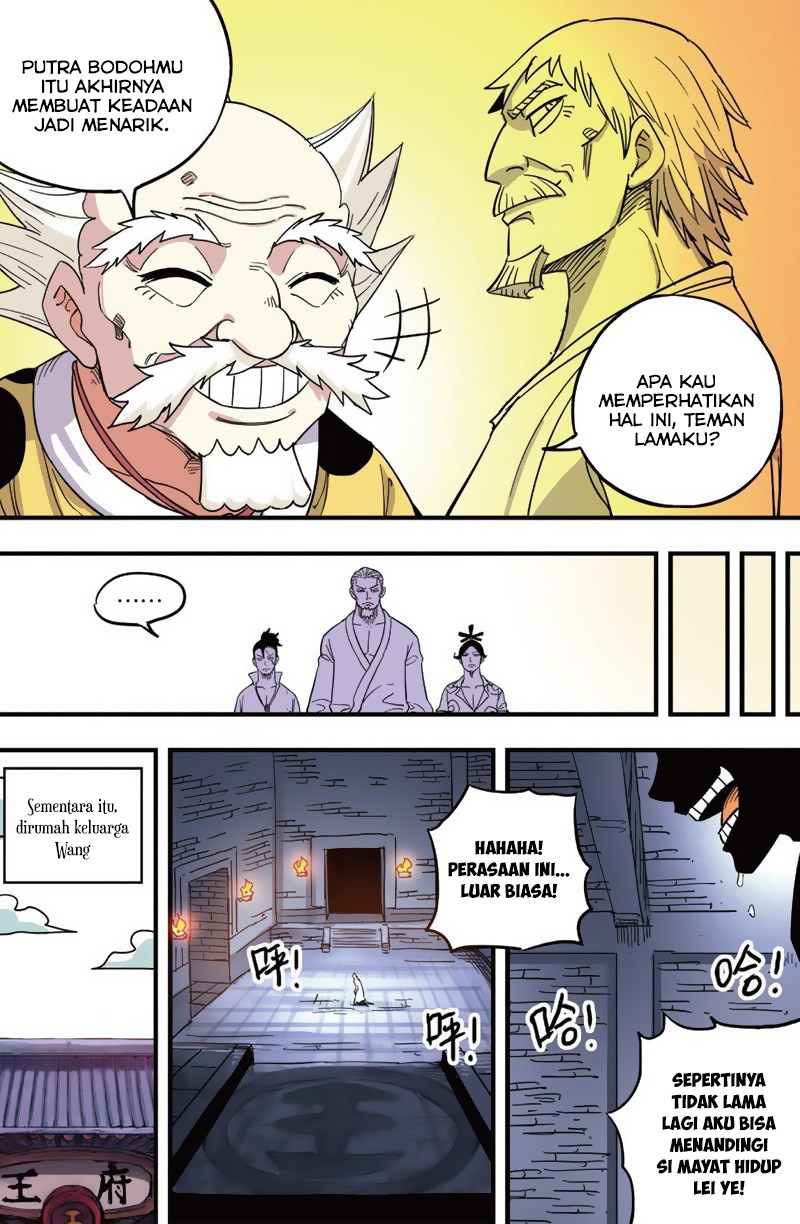 PUTRA BODOHMU
ITU AKHIRNYA
MEMBUAT KEADAAN
JADI MENARIK.
APA KAU
MEMPERHATIKAN
HAL INI, TEMAN
LAMAKU?
......
Sementara itu,
dirumah keluarga
Wang
王府
王
HAHAHA!
PERASAAN INI...
LUAR BIASA!
呼!
呼!
王
哈!
哈!
SEPERTINYA
TIDAK LAMA
LAGI AKU BISA
MENANDINGI
SI MAYAT HIDUP
LEI YE!